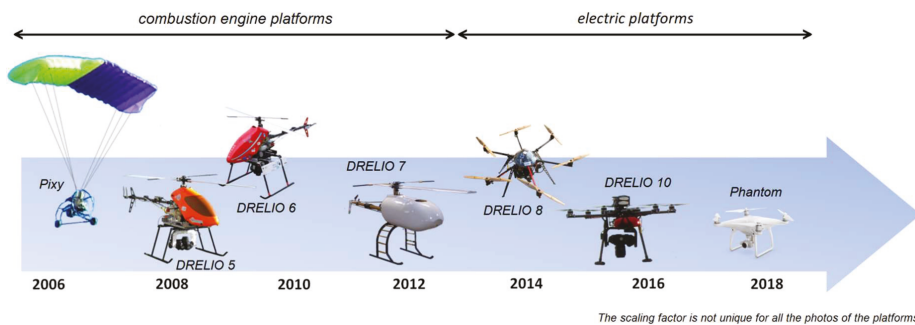 combustion engine platforms
electric platforms
Pixy
DRELIO 5
DRELIO 6
DRELIO 7
DRELIO 8
DRELIO 10
Phantom
2006
2008
2010
2012
2014
2016
2018
The scaling factor is not unique for all the photos of the platforms